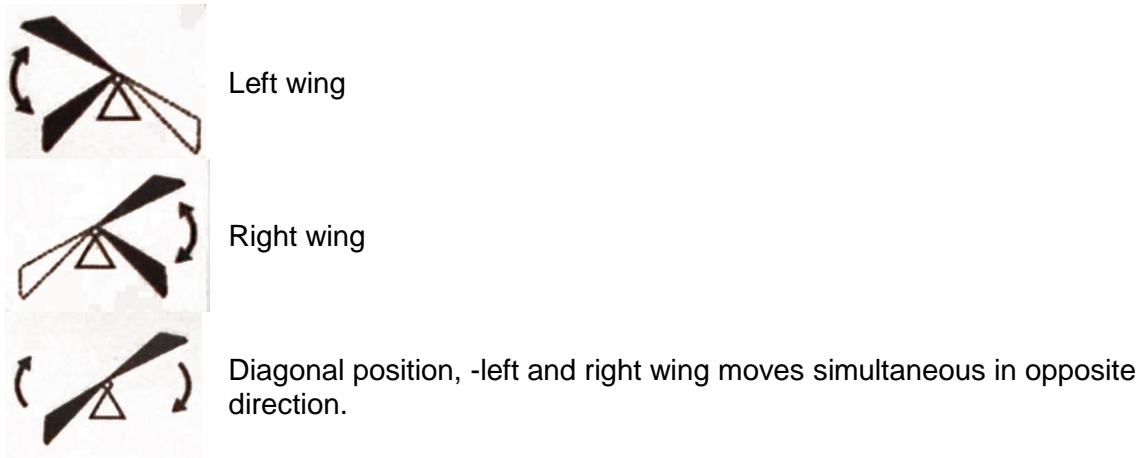 Left wing
Right wing
Diagonal position, -left and right wing moves simultaneous in opposite
direction.